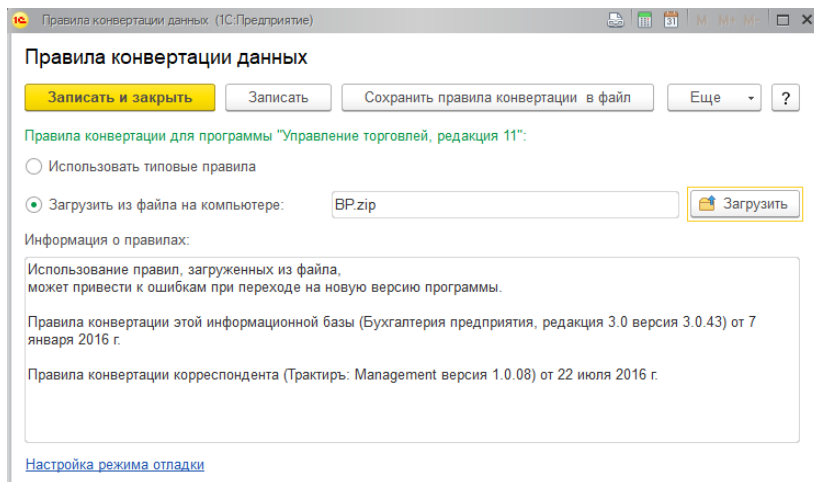 1С Правила конвертации данных (1С:Предприятие) 31 M M+ M-
Правила конвертации данных
Записать и закрыть Записать Сохранить правила конвертации в файл Еще ?
Правила конвертации для программы "Управление торговлей, редакция 11":
Использовать типовые правила
Загрузить из файла на компьютере: BP.zip Загрузить
Информация о правилах:
Использование правил, загруженных из файла,
может привести к ошибкам при переходе на новую версию программы.
Правила конвертации этой информационной базы (Бухгалтерия предприятия, редакция 3.0 версия 3.0.43) от 7
января 2016 г.
Правила конвертации корреспондента (Трактиръ: Management версия 1.0.08) от 22 июля 2016 г.
Настройка режима отладки